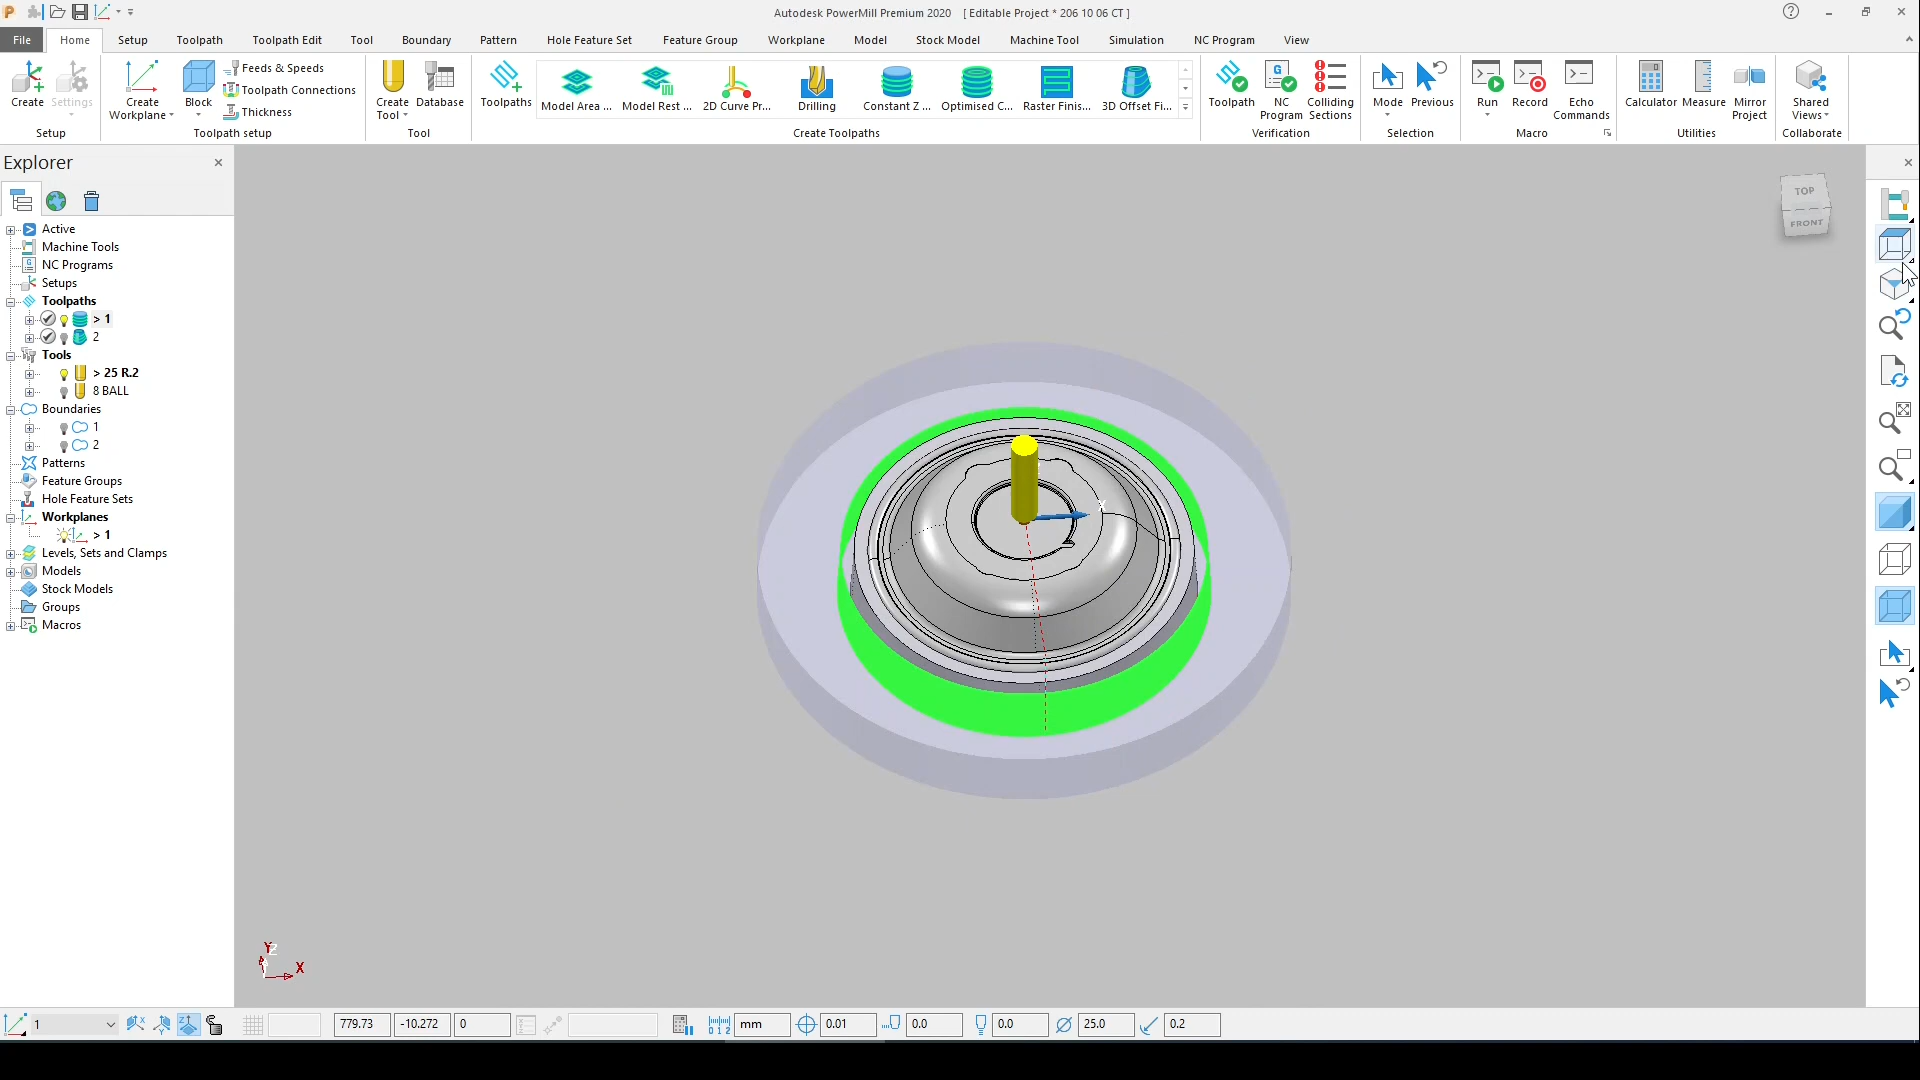 Autodesk PowerMill Premium 2020 [ Editable Project * 206 10 06 CT ]
File Home Setup Toolpath Toolpath Edit Tool Boundary Pattern Hole Feature Set Feature Group Workplane Model Stock Model Machine Tool Simulation NC Program View
Create
Settings
Setup
Create
Workplane
Block
Feeds & Speeds
Toolpath Connections
Thickness
Toolpath setup
Create
Tool
Database
Tool
Toolpaths
Model Area ...
Model Rest ...
2D Curve Pr...
Drilling
Constant Z ...
Optimised C...
Raster Finis...
3D Offset Fi...
Create Toolpaths
Toolpath
NC
Program
Colliding
Sections
Verification
Mode
Previous
Selection
Run
Record
Echo
Commands
Macro
Calculator
Measure
Mirror
Project
Utilities
Shared
Views
Collaborate
Explorer
Active
Machine Tools
NC Programs
Setups
Toolpaths
> 1
2
Tools
> 25 R.2
8 BALL
Boundaries
1
2
Patterns
Feature Groups
Hole Feature Sets
Workplanes
> 1
Levels, Sets and Clamps
Models
Stock Models
Groups
Macros
TOP
FRONT
X
Y
Z
X
1
779.73
-10.272
0
mm
0.01
0.0
0.0
25.0
0.2